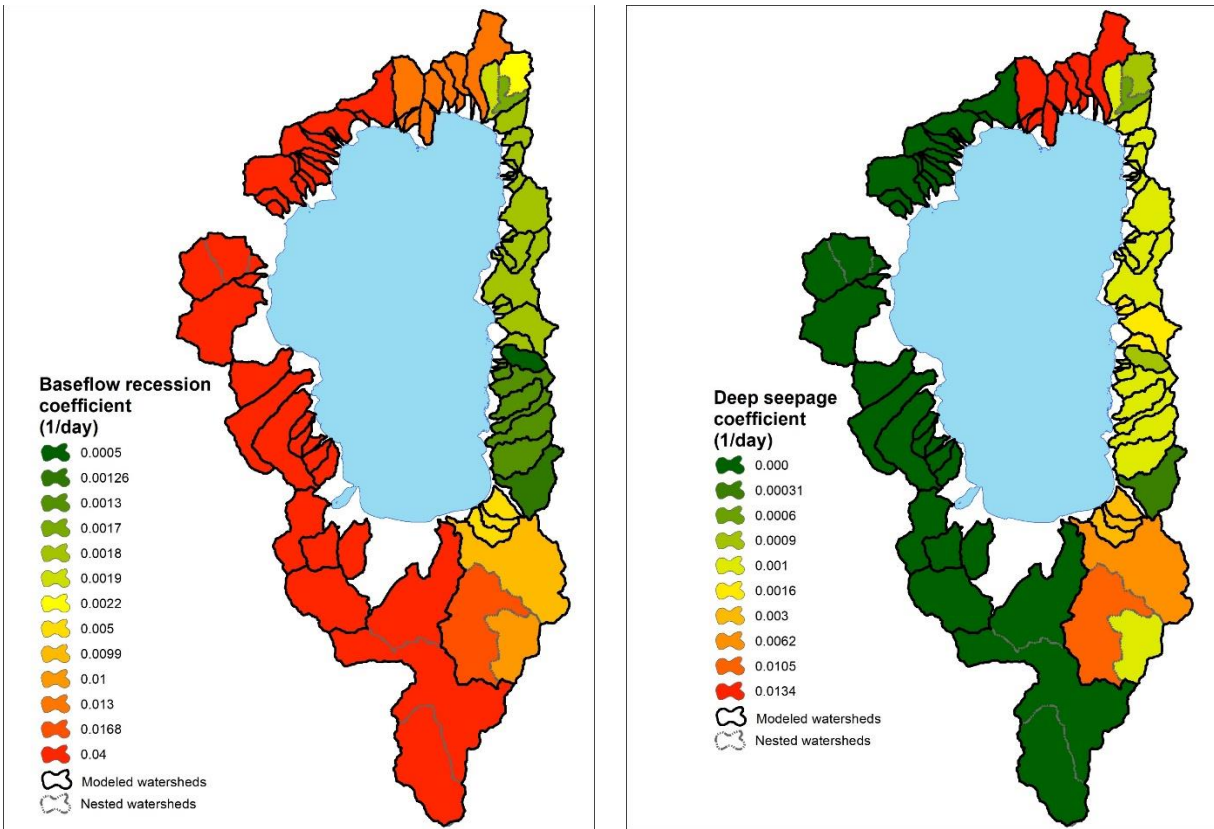 Baseflow recession
coefficient
(1/day)
0.0005
0.00126
0.0013
0.0017
0.0018
0.0019
0.0022
0.005
0.0099
0.01
0.013
0.0168
0.04
Modeled watersheds
Nested watersheds
Deep seepage
coefficient
(1/day)
0.000
0.00031
0.0006
0.0009
0.001
0.0016
0.003
0.0062
0.0105
0.0134
Modeled watersheds
Nested watersheds